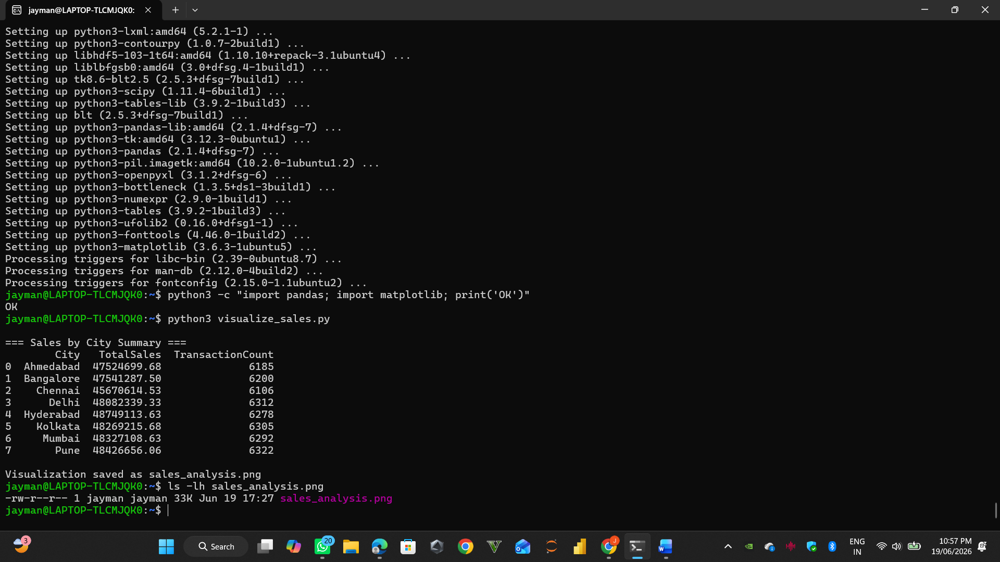 jayman@LAPTOP-TLCMJQK0:
Setting up python3-lxml:amd64 (5.2.1-1) ...
Setting up python3-contourpy (1.0.7-2build1) ...
Setting up libhdf5-103-1t64:amd64 (1.10.10+repack-3.1ubuntu4) ...
Setting up liblbfgsb0:amd64 (3.0+dfsg.4-1build1) ...
Setting up tk8.6-blt2.5 (2.5.3+dfsg-7build1) ...
Setting up python3-scipy (1.11.4-6build1) ...
Setting up python3-tables-lib (3.9.2-1build3) ...
Setting up blt (2.5.3+dfsg-7build1) ...
Setting up python3-pandas-lib:amd64 (2.1.4+dfsg-7) ...
Setting up python3-tk:amd64 (3.12.3-0ubuntu1) ...
Setting up python3-pandas (2.1.4+dfsg-7) ...
Setting up python3-pil.imagetk:amd64 (10.2.0-1ubuntu1.2) ...
Setting up python3-openpyxl (3.1.2+dfsg-6) ...
Setting up python3-bottleneck (1.3.5+ds1-3build1) ...
Setting up python3-numexpr (2.9.0-1build1) ...
Setting up python3-tables (3.9.2-1build3) ...
Setting up python3-ufolib2 (0.16.0+dfsg1-1) ...
Setting up python3-fonttools (4.46.0-1build2) ...
Setting up python3-matplotlib (3.6.3-1ubuntu5) ...
Processing triggers for libc-bin (2.39-0ubuntu8.7) ...
Processing triggers for man-db (2.12.0-4build2) ...
Processing triggers for fontconfig (2.15.0-1.1ubuntu2) ...
jayman@LAPTOP-TLCMJQK0:~$ python3 -c "import pandas; import matplotlib; print('OK')"
OK
jayman@LAPTOP-TLCMJQK0:~$ python3 visualize_sales.py
=== Sales by City Summary ===
City TotalSales TransactionCount
0 Ahmedabad 47524699.68 6185
1 Bangalore 47541287.50 6200
2 Chennai 45670614.53 6106
3 Delhi 48082339.33 6312
4 Hyderabad 48749113.63 6278
5 Kolkata 48269215.68 6305
6 Mumbai 48327108.63 6292
7 Pune 48426656.06 6322
Visualization saved as sales_analysis.png
jayman@LAPTOP-TLCMJQK0:~$ ls -lh sales_analysis.png
-rw-r--r-- 1 jayman jayman 33K Jun 19 17:27 sales_analysis.png
jayman@LAPTOP-TLCMJQK0:~$
3
Search
20
J
ENG
IN
10:57 PM
19/06/2026